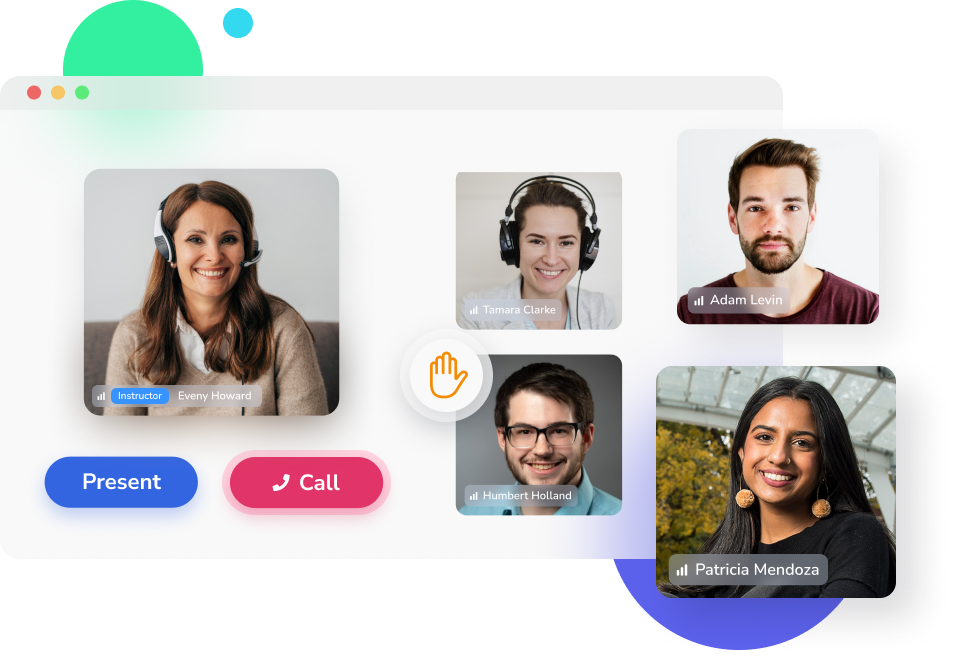 Tamara Clarke
Adam Levin
Instructor Eveny Howard
Present
Call
Humbert Holland
Patricia Mendoza